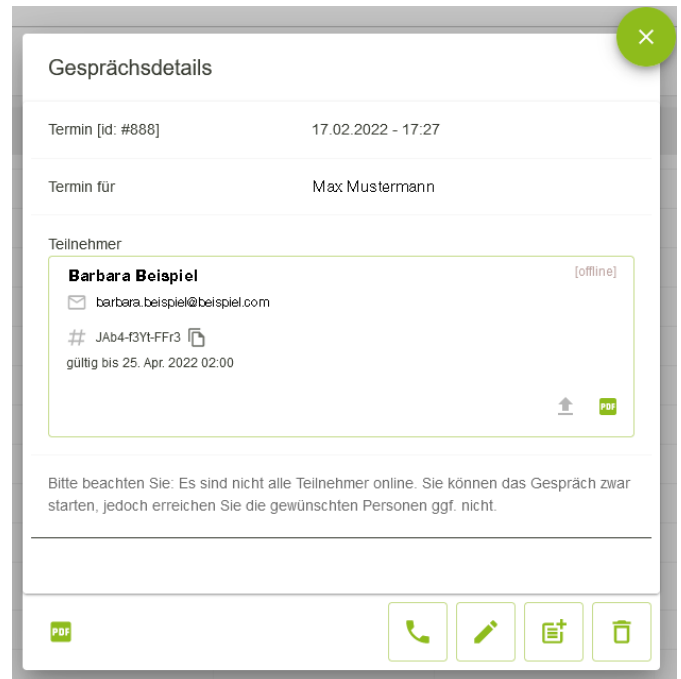 Gesprächsdetails
Termin [id: #888] 17.02.2022 - 17:27
Termin für Max Mustermann
Teilnehmer
Barbara Beispiel [offline]
barbara.beispiel@beispiel.com
# JAb4-f3Yt-FFr3
gültig bis 25. Apr. 2022 02:00
PDF
Bitte beachten Sie: Es sind nicht alle Teilnehmer online. Sie können das Gespräch zwar
starten, jedoch erreichen Sie die gewünschten Personen ggf. nicht.
PDF